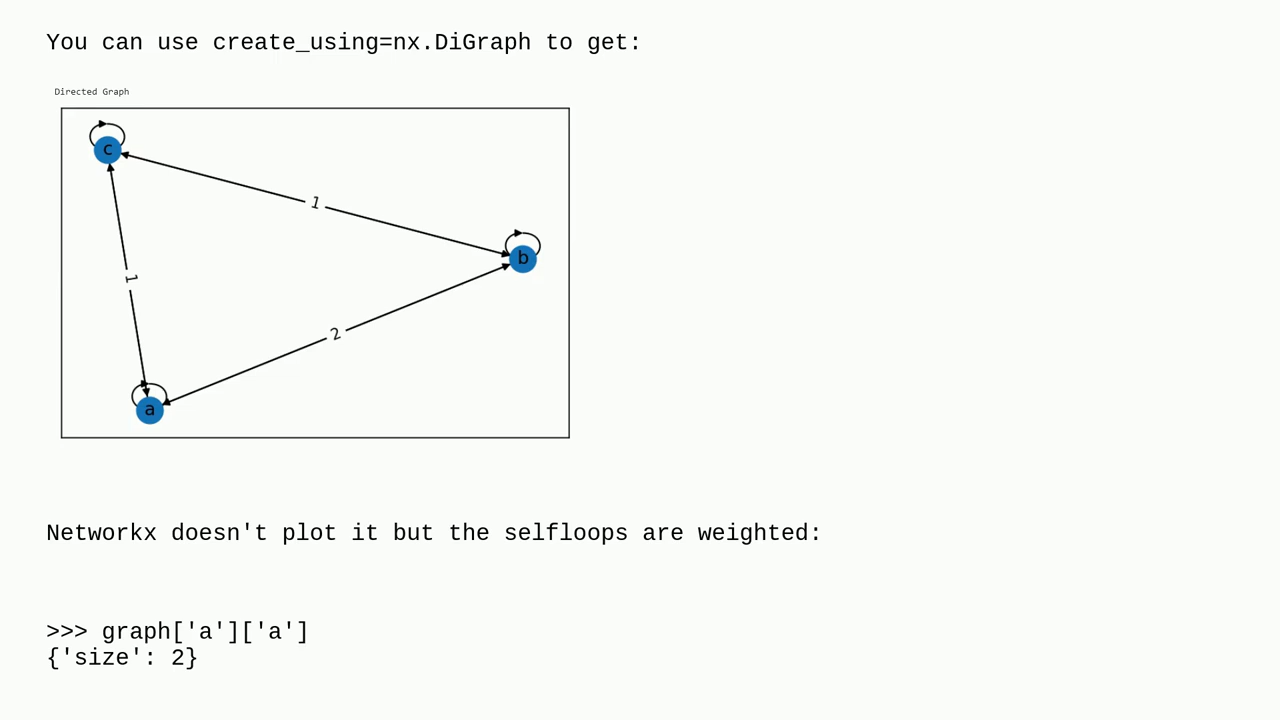 You can use create_using=nx.DiGraph to get:
Directed Graph
c
1
b
1
2
a
Networkx doesn't plot it but the selfloops are weighted:
>>> graph['a']['a']
{'size': 2}